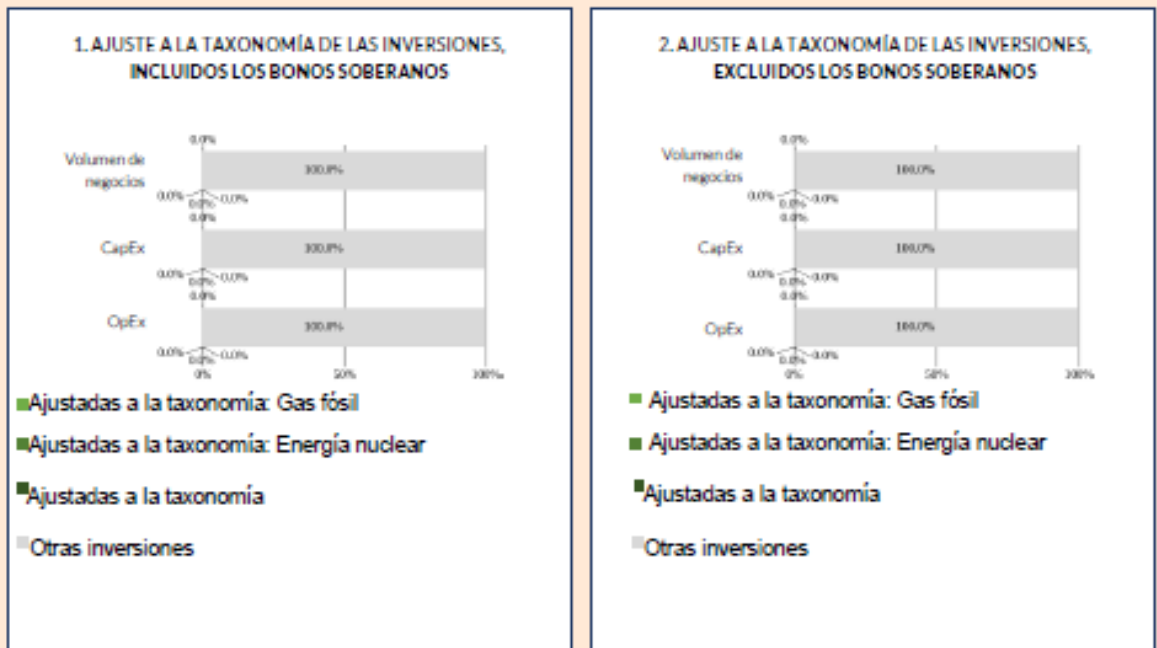 1. AJUSTE A LA TAXONOMÍA DE LAS INVERSIONES,
INCLUIDOS LOS BONOS SOBERANOS
0.0%
Volumen de
negocios
100.0%
0.0%
0.0%
0.0%
0.0%
CapEx
100.0%
0.0%
0.0%
0.0%
0.0%
OpEx
100.0%
0.0%
0.0%
0.0%
0%
50%
100%
Ajustadas a la taxonomía: Gas fósil
Ajustadas a la taxonomía: Energía nuclear
Ajustadas a la taxonomía
Otras inversiones
2. AJUSTE A LA TAXONOMÍA DE LAS INVERSIONES,
EXCLUIDOS LOS BONOS SOBERANOS
0.0%
Volumen de
negocios
100.0%
0.0%
0.0%
0.0%
0.0%
CapEx
100.0%
0.0%
0.0%
0.0%
0.0%
OpEx
100.0%
0.0%
0.0%
0.0%
0%
50%
100%
Ajustadas a la taxonomía: Gas fósil
Ajustadas a la taxonomía: Energía nuclear
Ajustadas a la taxonomía
Otras inversiones